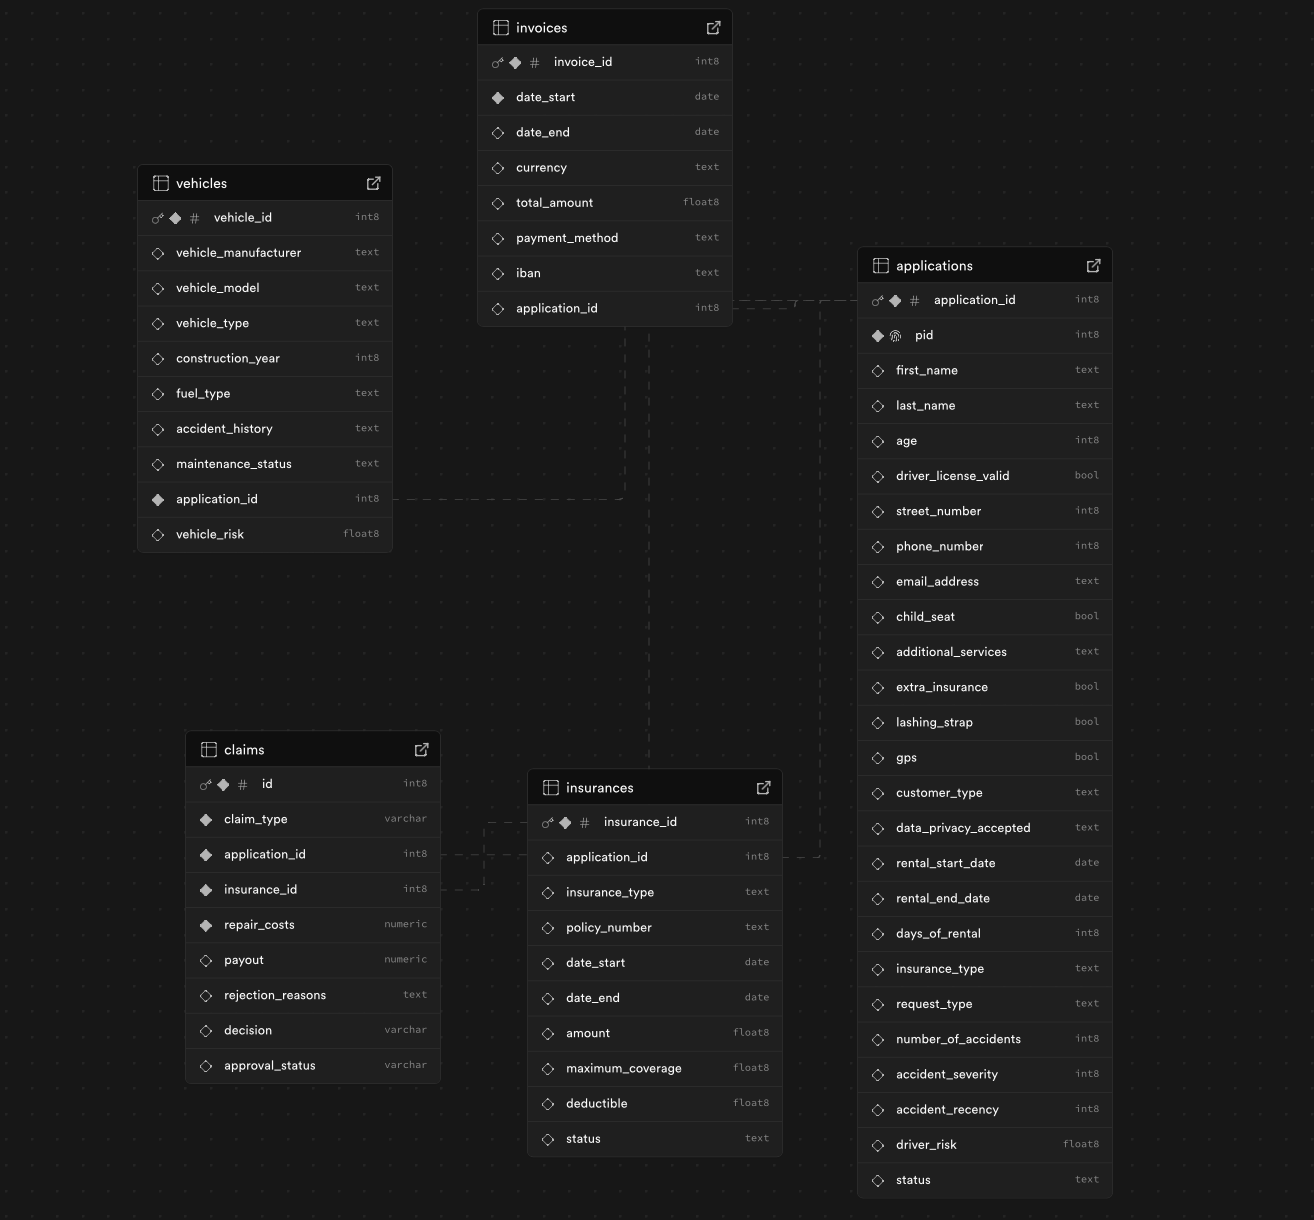 invoices
# invoice_id int8
date_start date
date_end date
currency text
total_amount float8
payment_method text
iban text
application_id int8
vehicles
# vehicle_id int8
vehicle_manufacturer text
vehicle_model text
vehicle_type text
construction_year int8
fuel_type text
accident_history text
maintenance_status text
application_id int8
vehicle_risk float8
applications
# application_id int8
pid int8
first_name text
last_name text
age int8
driver_license_valid bool
street_number int8
phone_number int8
email_address text
child_seat bool
additional_services text
extra_insurance bool
lashing_strap bool
gps bool
customer_type text
data_privacy_accepted text
rental_start_date date
rental_end_date date
days_of_rental int8
insurance_type text
request_type text
number_of_accidents int8
accident_severity int8
accident_recency int8
driver_risk float8
status text
claims
# id int8
claim_type varchar
application_id int8
insurance_id int8
repair_costs numeric
payout numeric
rejection_reasons text
decision varchar
approval_status varchar
insurances
# insurance_id int8
application_id int8
insurance_type text
policy_number text
date_start date
date_end date
amount float8
maximum_coverage float8
deductible float8
status text